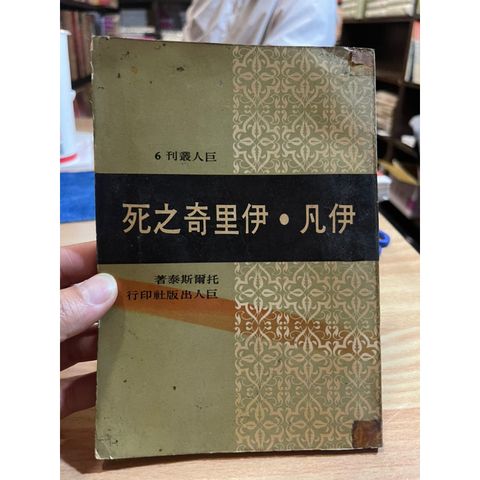 巨人叢刊 6
伊凡・伊里奇之死
托爾斯泰著
巨人出版社印行